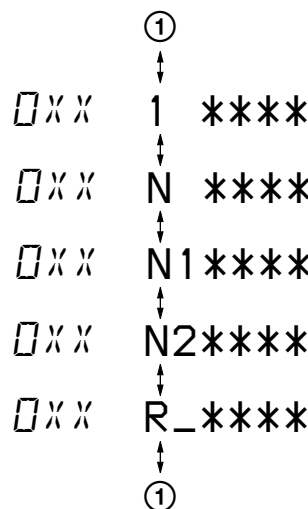 ①
0XX 1 ****
0XX N ****
0XX N1****
0XX N2****
0XX R_****
①